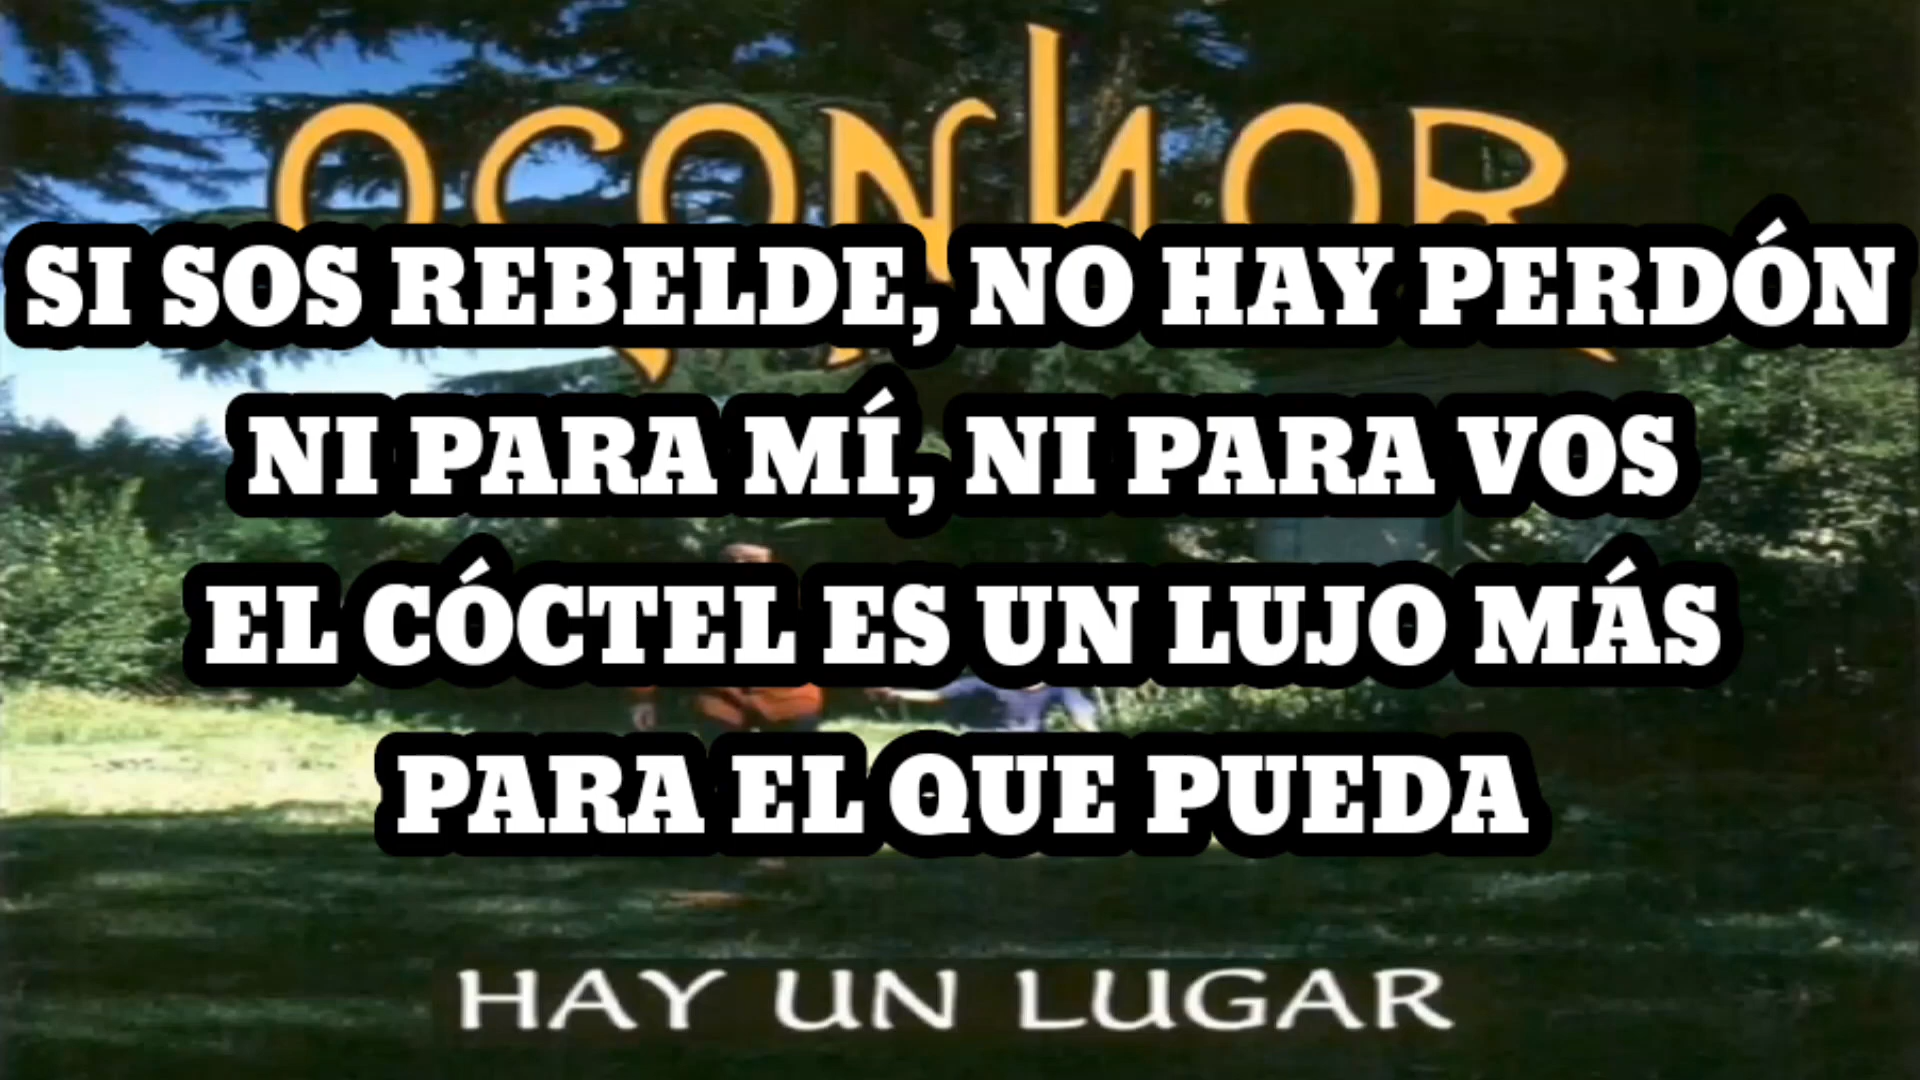 OCONNOR
SI SOS REBELDE, NO HAY PERDÓN
NI PARA MÍ, NI PARA VOS
EL CÓCTEL ES UN LUJO MÁS
PARA EL QUE PUEDA
HAY UN LUGAR